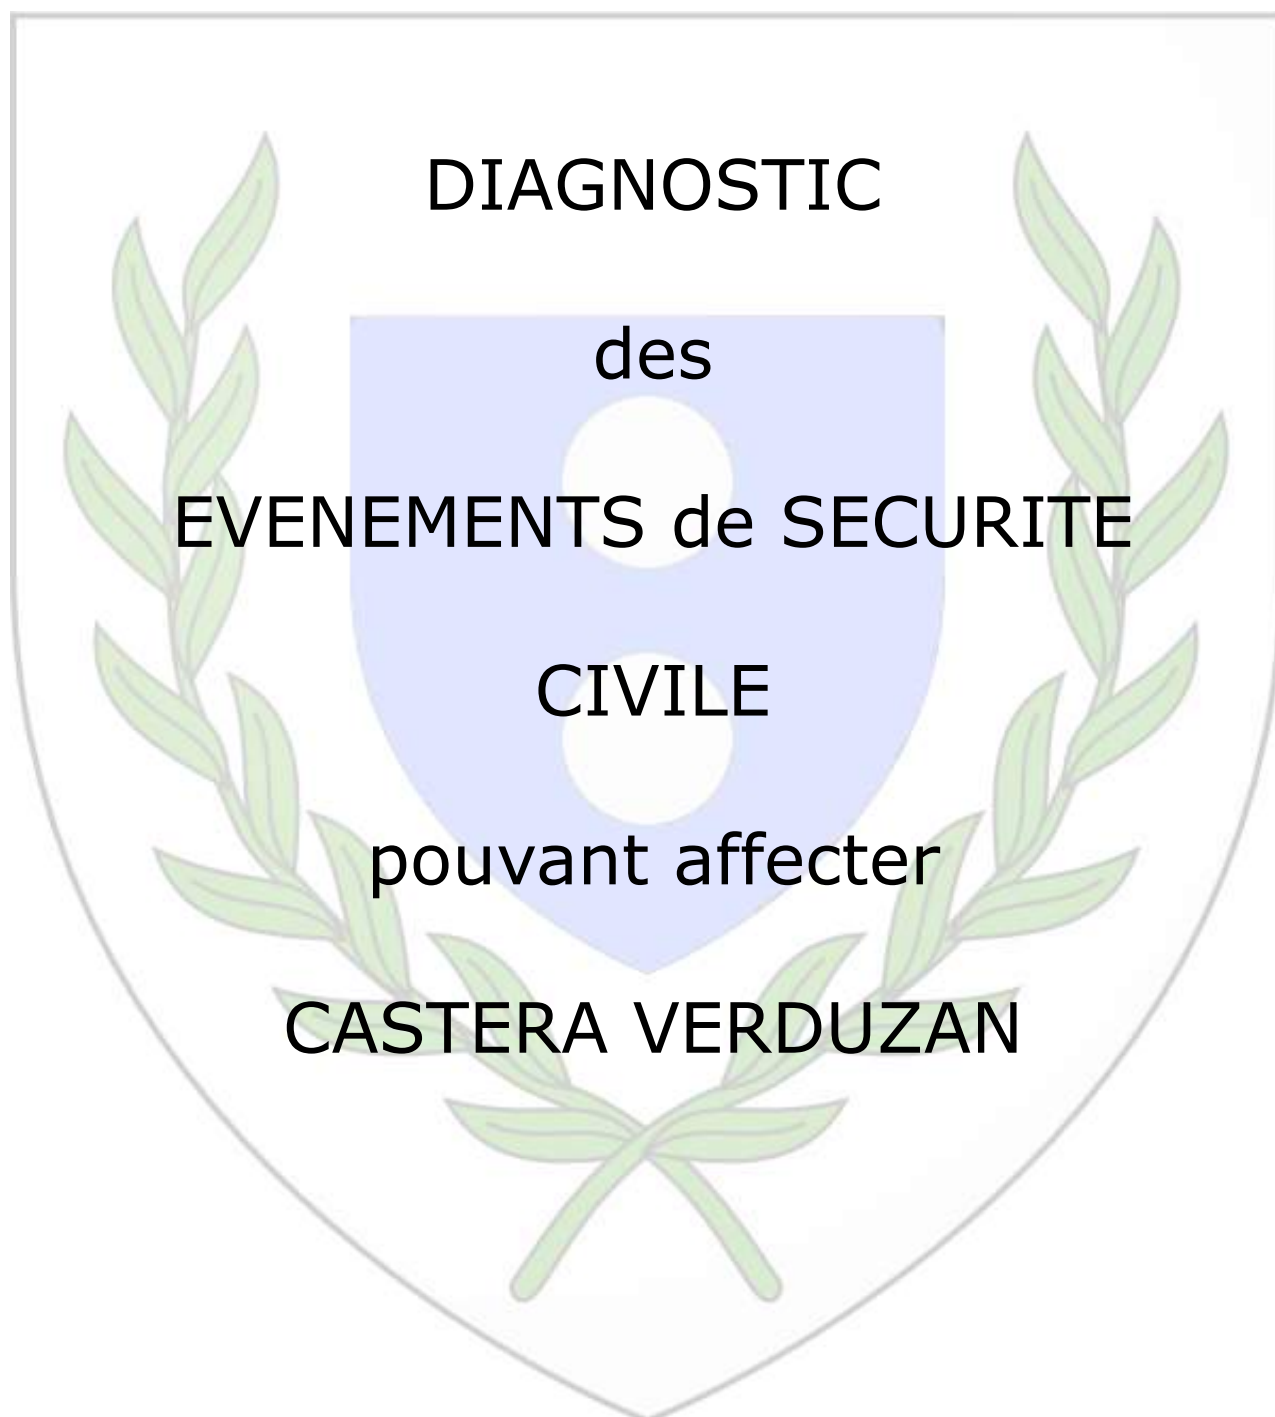 DIAGNOSTIC
des
EVENEMENTS de SECURITE
CIVILE
pouvant affecter
CASTERA VERDUZAN